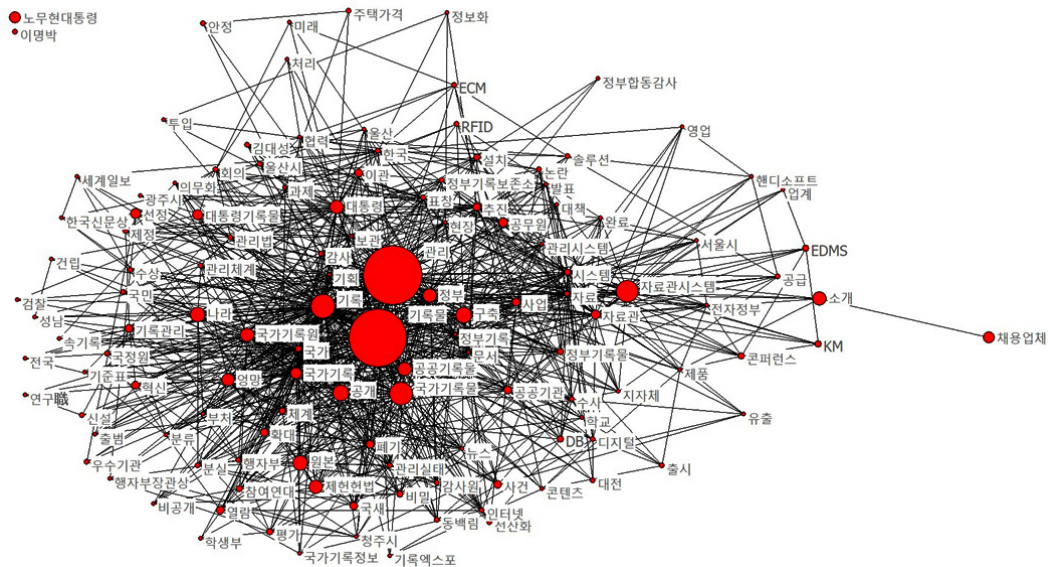 노무현대통령
이명박
안정
미래
주택가격
정보화
처리
ECM
정부합동감사
투입
협력
울산
RFID
영업
김대성
한국
회의
울산시
이관
설치
솔루션
세계일보
의무화
과제
정부기록보존소
논란
핸디소프트
광주시
표창
발표
업계
한국신문상
선정
대통령기록물
대통령
추진
공무원
대책
완료
제정
관리법
보관
현장
관리시스템
서울시
EDMS
건립
수상
관리체계
감사
관리
기획
시스템
공급
검찰
국민
기록
정부
자료
자료관시스템
소개
성남
기록관리
나라
기록물
구축
사업
자료관
전자정부
채용업체
속기록
국가기록원
정부기록
KM
전국
국정원
국가
문서
정부기록물
콘퍼런스
기준표
혁신
엉망
국가기록
공공기록물
제품
연구職
공개
국가기록물
공공기관
수사
지자체
신설
부처
체계
학교
유출
출범
분류
확대
폐기
뉴스
DB
디지털
우수기관
분실
행자부
원본
관리실태
출시
행자부장관상
참여연대
제헌헌법
비밀
감사원
사건
콘텐츠
대전
비공개
열람
국새
동백림
인터넷
전산화
학생부
평가
청주시
국가기록정보
기록엑스포